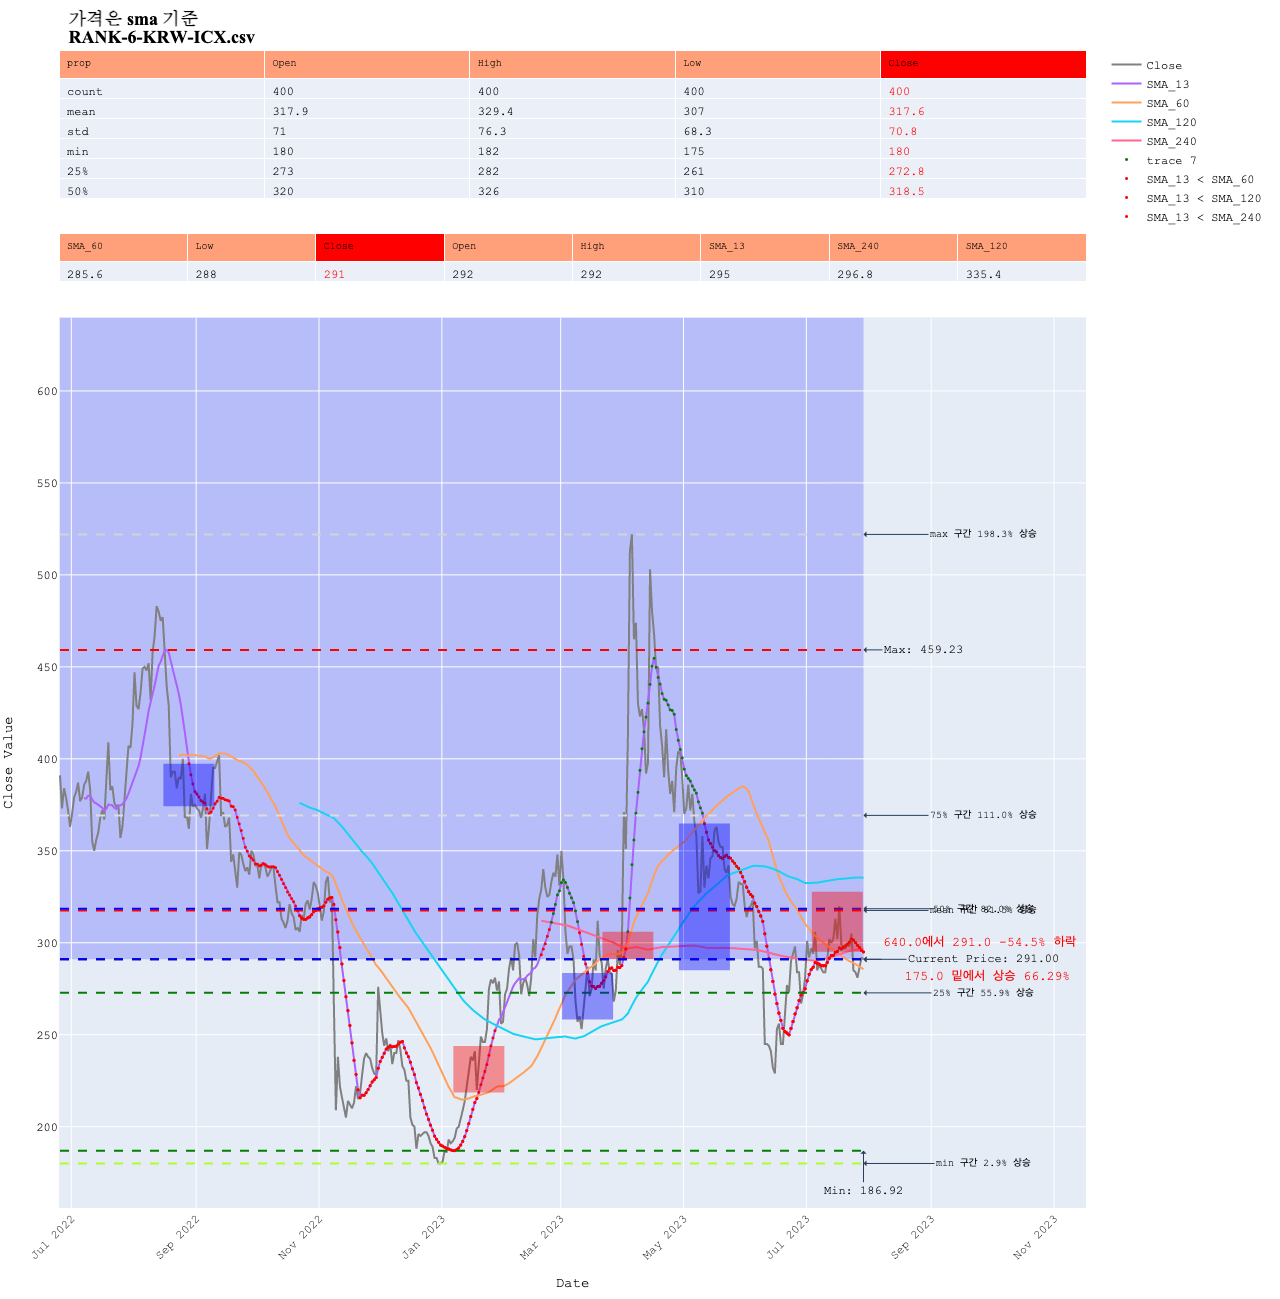 가격은 sma 기준
RANK-6-KRW-ICX.csv
prop Open High Low Close
count 400 400 400 400
mean 317.9 329.4 307 317.6
std 71 76.3 68.3 70.8
min 180 182 175 180
25% 273 282 261 272.8
50% 320 326 310 318.5
SMA_60 Low Close Open High SMA_13 SMA_240 SMA_120
285.6 288 291 292 292 295 296.8 335.4
Close
SMA_13
SMA_60
SMA_120
SMA_240
trace 7
SMA_13 < SMA_60
SMA_13 < SMA_120
SMA_13 < SMA_240
Close Value
600
550
500
450
400
350
300
250
200
max 구간 198.3% 상승
Max: 459.23
75% 구간 111.0% 상승
640.0에서 291.0 -54.5% 하락
Current Price: 291.00
175.0 밑에서 상승 66.29%
25% 구간 55.9% 상승
min 구간 2.9% 상승
Min: 186.92
Jul 2022
Sep 2022
Nov 2022
Jan 2023
Mar 2023
May 2023
Jul 2023
Sep 2023
Nov 2023
Date